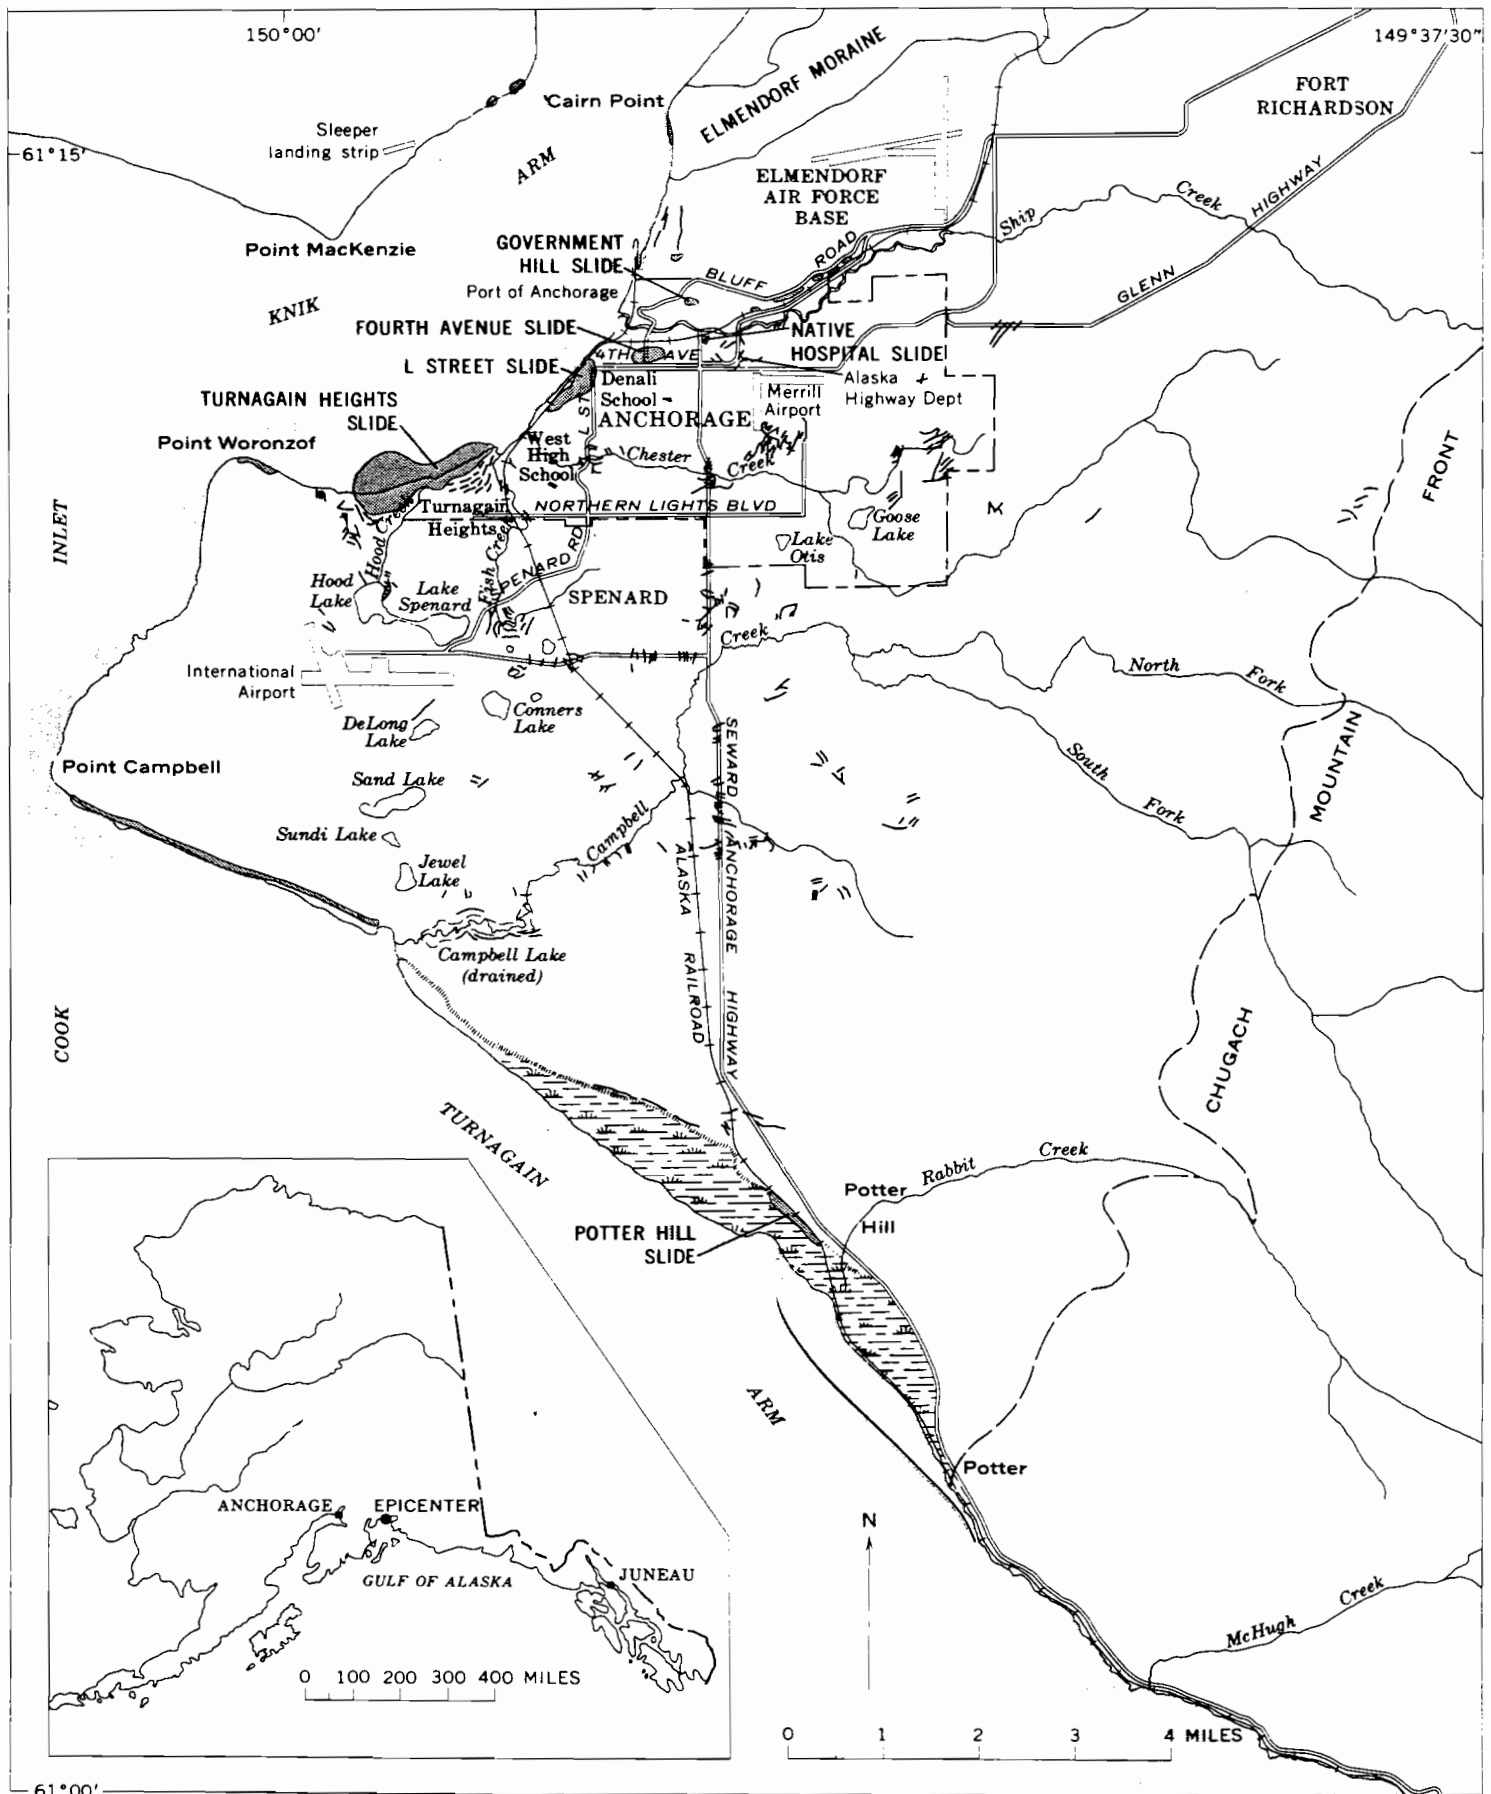 150°00'
149°37'30"
Cairn Point
ELMENDORF MORAINE
FORT
RICHARDSON
Sleeper
landing strip
61°15'
ARM
ELMENDORF
AIR FORCE
BASE
Creek
HIGHWAY
Ship
Point MacKenzie
GOVERNMENT
HILL SLIDE
ROAD
BLUFF
GLENN
Port of Anchorage
KNIK
FOURTH AVENUE SLIDE
NATIVE
HOSPITAL SLIDE
4TH AVE
L STREET SLIDE
Denali
School
Alaska
Highway Dept
Merrill
Airport
TURNAGAIN HEIGHTS
SLIDE
L ST
ANCHORAGE
Point Woronzof
West
High
School
Chester
Creek
FRONT
Turnagain
Heights
NORTHERN LIGHTS BLVD
Goose
Lake
Hood Creek
Fish Creek
INLET
Lake
Otis
SPENARD RD
Hood
Lake
Lake
Spenard
SPENARD
Creek
International
Airport
North
Fork
DeLong
Lake
Conners
Lake
SEWARD
MOUNTAIN
Point Campbell
South
Fork
Sand Lake
Sundi Lake
Campbell
Jewel
Lake
ALASKA
ANCHORAGE
Campbell Lake
(drained)
RAILROAD
HIGHWAY
COOK
CHUGACH
TURNAGAIN
Rabbit
Creek
Potter
Hill
POTTER HILL
SLIDE
ARM
Potter
ANCHORAGE
EPICENTER
N
GULF OF ALASKA
JUNEAU
McHugh
Creek
0 100 200 300 400 MILES
0 1 2 3 4 MILES
61°00'